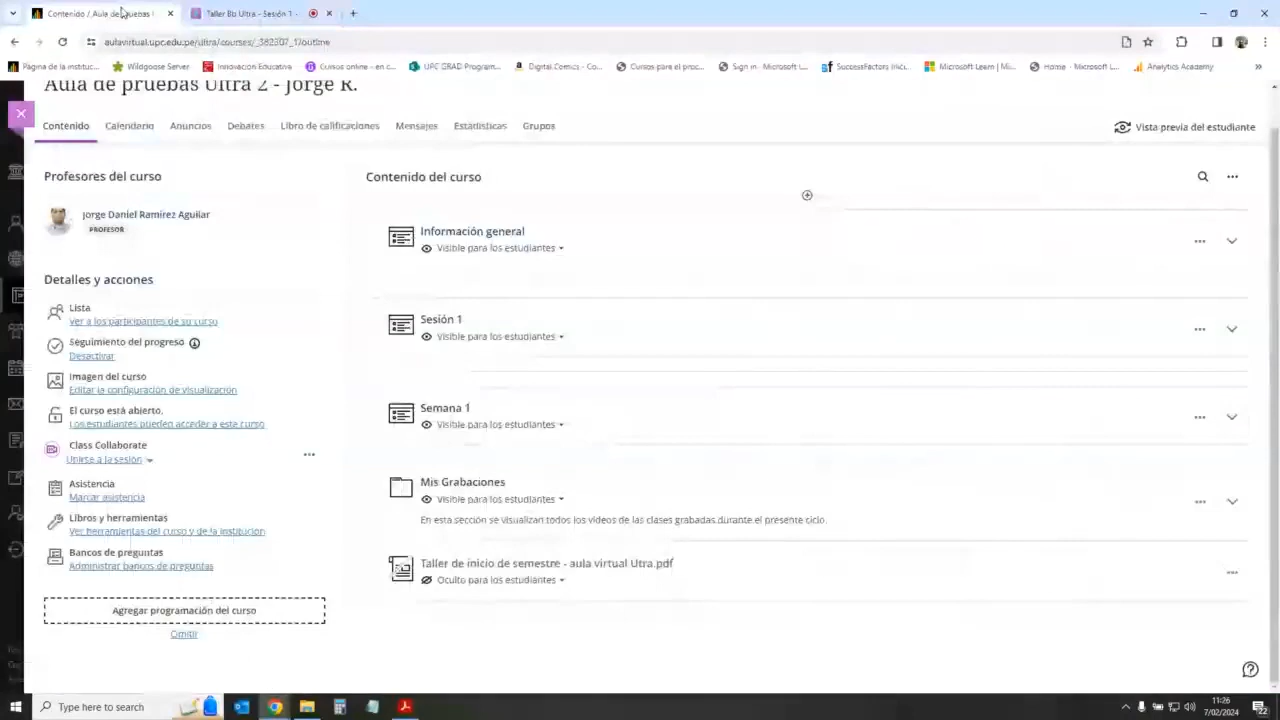 Contenido / Aula de pruebas
Taller Bb Ultra - Sesión 1 -
aulavirtual.upc.edu.pe/ultra/courses/_382307_1/outline
Página de la instituc...
Wildgoose Server
Innovación Educativa
Cursos online - en c...
UPC GRAD Program...
Digital Comics - Co...
Cursos para el proc...
Sign in - Microsoft L...
SuccessFactors Inici...
Microsoft Learn | Mi...
Home - Microsoft L...
Analytics Academy
»
Aula de pruebas Ultra 2 - Jorge R.
Contenido
Calendario
Anuncios
Debates
Libro de calificaciones
Mensajes
Estadísticas
Grupos
Vista previa del estudiante
Profesores del curso
Jorge Daniel Ramirez Aguilar
PROFESOR
Detalles y acciones
Lista
Ver a los participantes de su curso
Seguimiento del progreso
Desactivar
Imagen del curso
Editar la configuración de visualización
El curso está abierto.
Los estudiantes pueden acceder a este curso
Class Collaborate
Unirse a la sesión
Asistencia
Marcar asistencia
Libros y herramientas
Ver herramientas del curso y de la institución
Bancos de preguntas
Administrar bancos de preguntas
Agregar programación del curso
Omitir
Contenido del curso
Información general
Visible para los estudiantes
Sesión 1
Visible para los estudiantes
Semana 1
Visible para los estudiantes
Mis Grabaciones
Visible para los estudiantes
En esta sección se visualizan todos los videos de las clases grabadas durante el presente ciclo
Taller de inicio de semestre - aula virtual Utra.pdf
Oculto para los estudiantes
Type here to search
11:26
7/02/2024
22